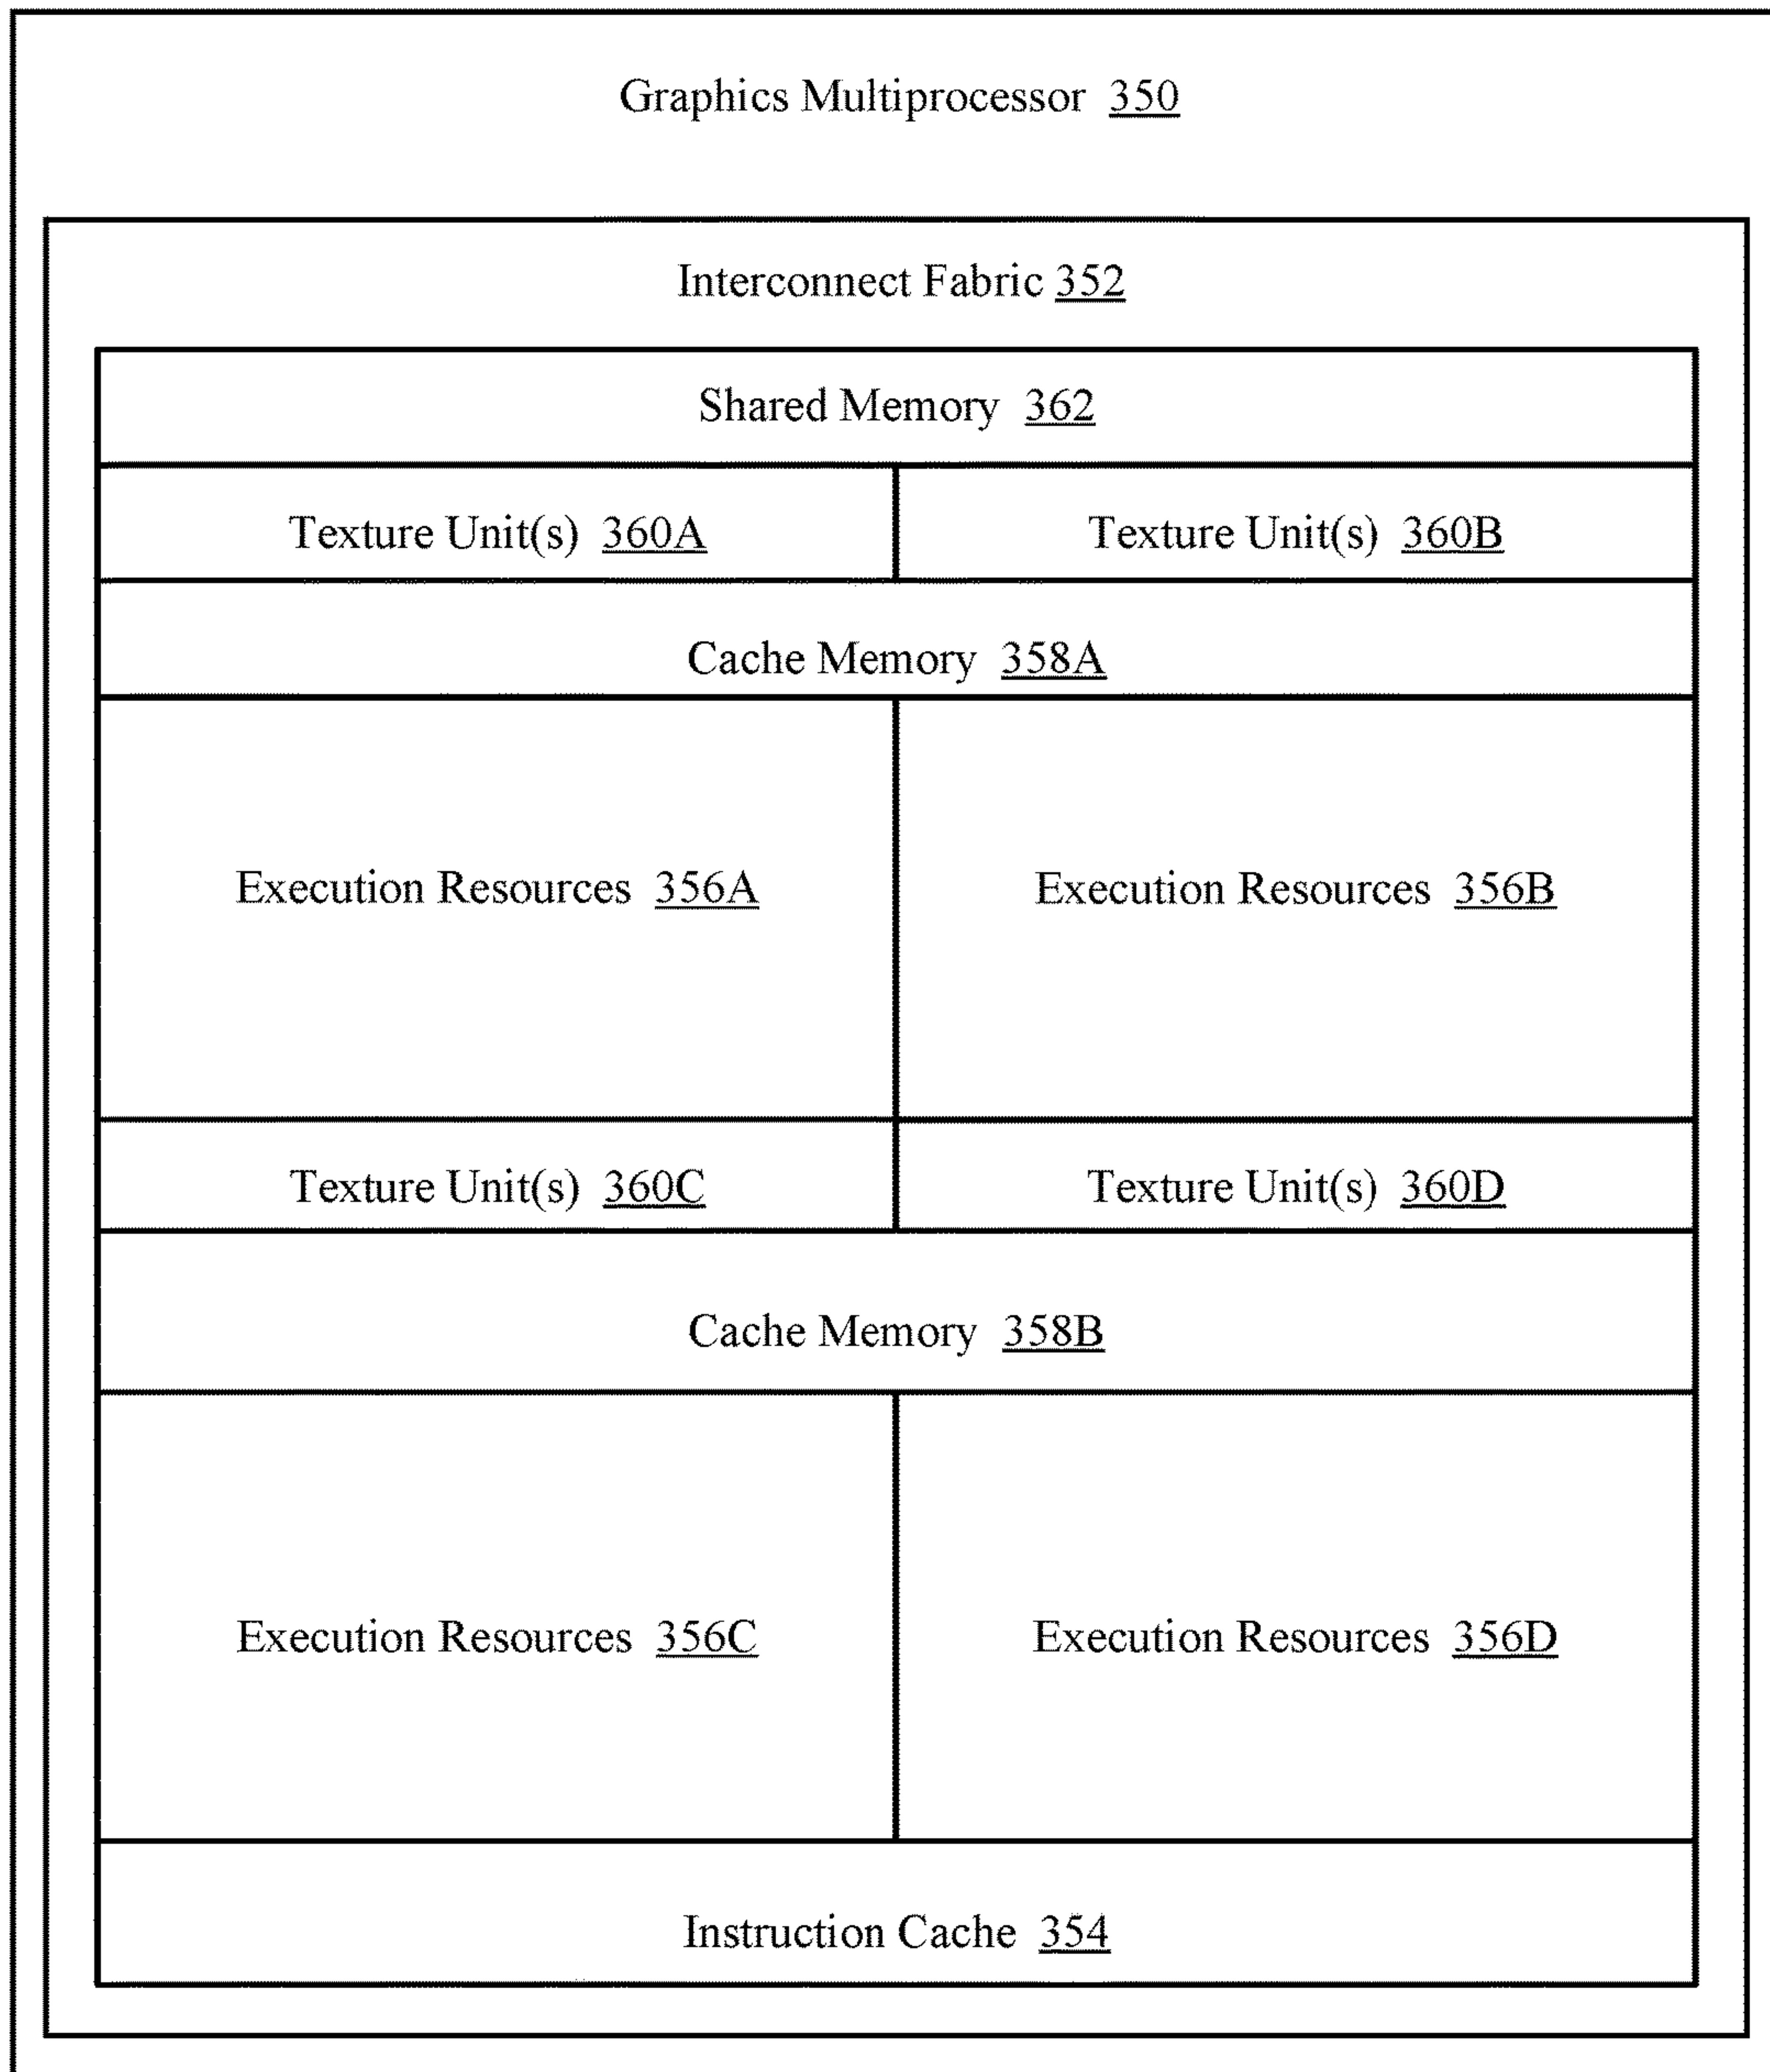 Graphics Multiprocessor 350
Interconnect Fabric 352
Shared Memory 362
Texture Unit(s) 360A
Texture Unit(s) 360B
Cache Memory 358A
Execution Resources 356A
Execution Resources 356B
Texture Unit(s) 360C
Texture Unit(s) 360D
Cache Memory 358B
Execution Resources 356C
Execution Resources 356D
Instruction Cache 354